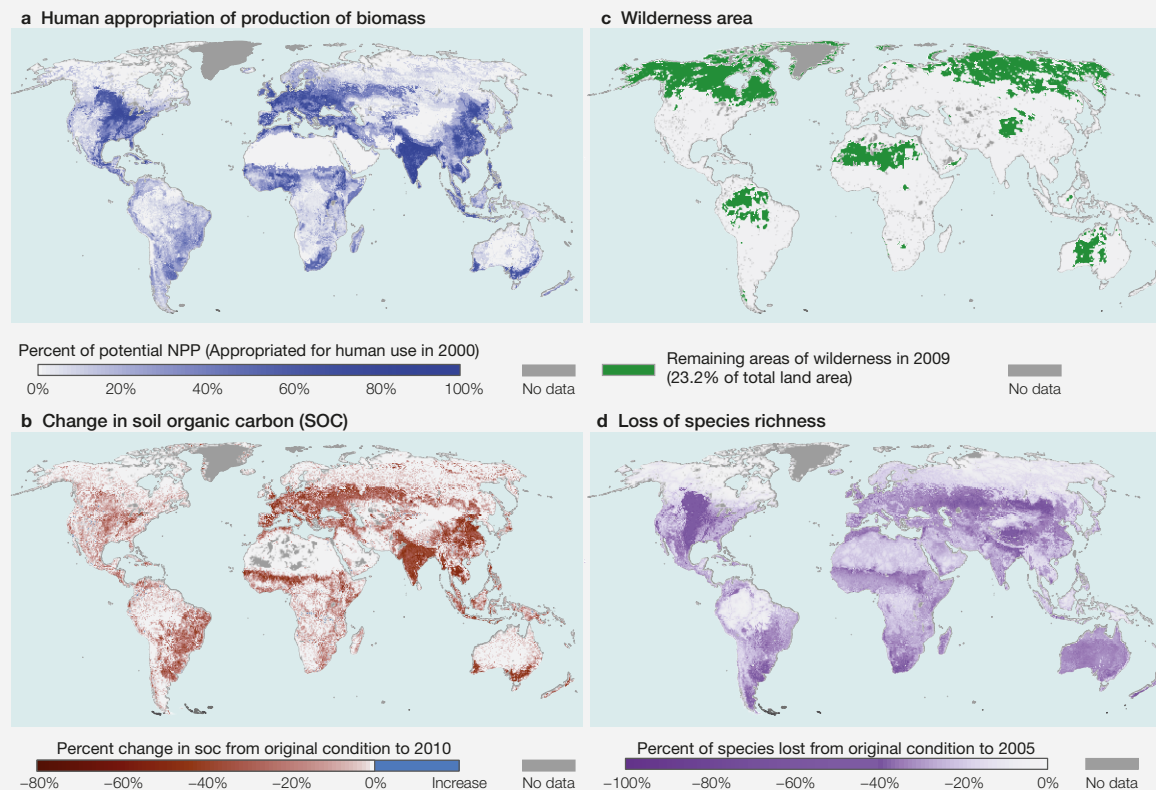 a Human appropriation of production of biomass
Percent of potential NPP (Appropriated for human use in 2000)
0% 20% 40% 60% 80% 100% No data
c Wilderness area
Remaining areas of wilderness in 2009
(23.2% of total land area)
No data
b Change in soil organic carbon (SOC)
Percent change in soc from original condition to 2010
–80% –60% –40% –20% 0% Increase No data
d Loss of species richness
Percent of species lost from original condition to 2005
–100% –80% –60% –40% –20% 0% No data